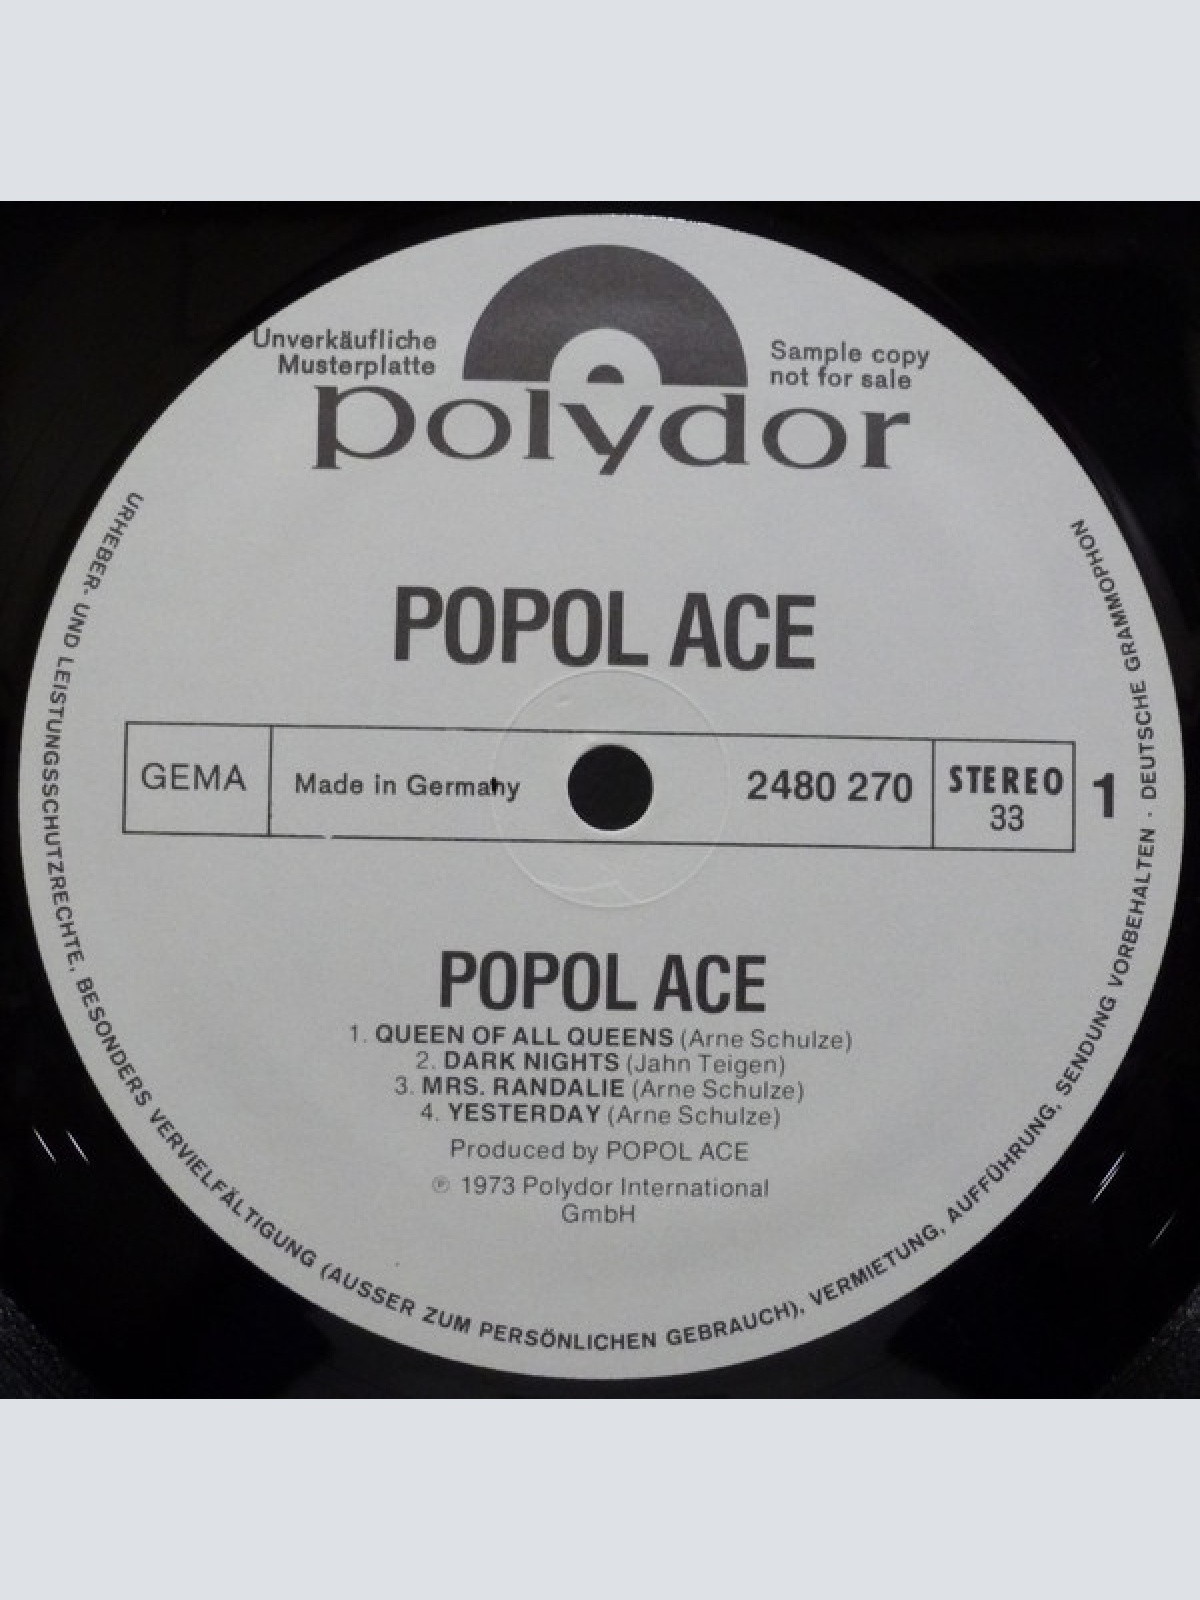 Unverkäufliche
Musterplatte
Sample copy
not for sale
polydor
POPOL ACE
GEMA
Made in Germany
2480 270
STEREO
33
1
POPOL ACE
1. QUEEN OF ALL QUEENS (Arne Schulze)
2. DARK NIGHTS (Jahn Teigen)
3. MRS. RANDALIE (Arne Schulze)
4. YESTERDAY (Arne Schulze)
Produced by POPOL ACE
℗ 1973 Polydor International
GmbH
URHEBER- UND LEISTUNGSSCHUTZRECHTE, BESONDERS VERVIELFÄLTIGUNG (AUSSER ZUM PERSÖNLICHEN GEBRAUCH), VERMIETUNG, AUFFÜHRUNG, SENDUNG VORBEHALTEN · DEUTSCHE GRAMMOPHON